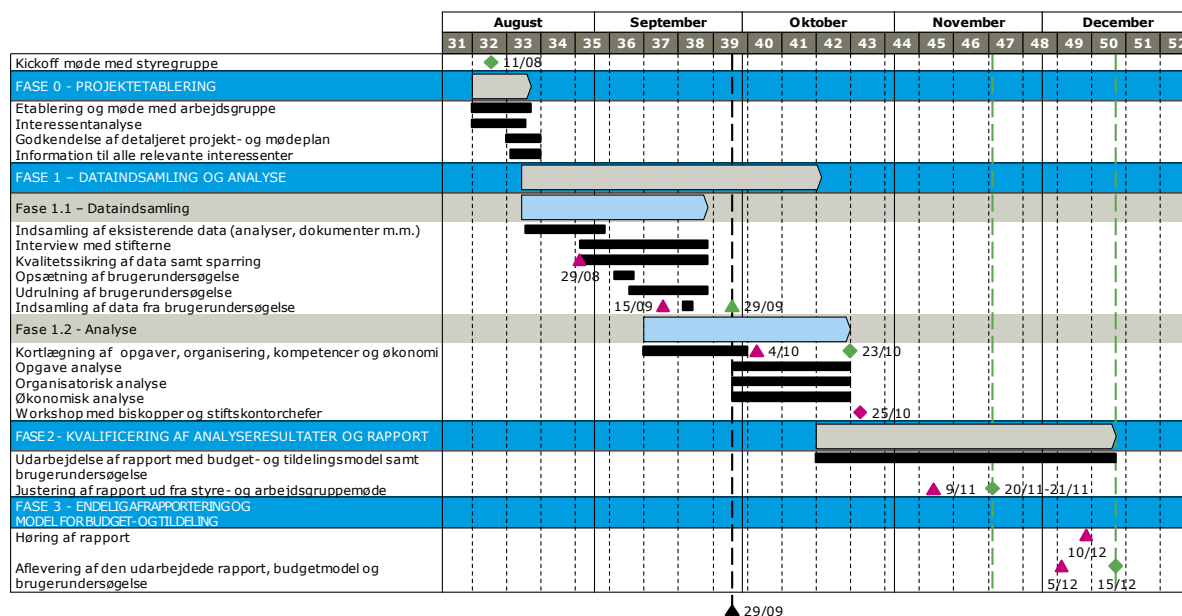 August September Oktober November December
31 32 33 34 35 36 37 38 39 40 41 42 43 44 45 46 47 48 49 50 51 52
Kickoff møde med styregruppe 11/08
FASE 0 - PROJEKTETABLERING
Etablering og møde med arbejdsgruppe
Interessentanalyse
Godkendelse af detaljeret projekt- og mødeplan
Information til alle relevante interessenter
FASE 1 – DATAINDSAMLING OG ANALYSE
Fase 1.1 – Dataindsamling
Indsamling af eksisterende data (analyser, dokumenter m.m.)
Interview med stifterne
Kvalitetssikring af data samt sparring
29/08
Opsætning af brugerundersøgelse
Udrulning af brugerundersøgelse
Indsamling af data fra brugerundersøgelse 15/09 29/09
Fase 1.2 - Analyse
Kortlægning af opgaver, organisering, kompetencer og økonomi 4/10 23/10
Opgave analyse
Organisatorisk analyse
Økonomisk analyse
Workshop med biskopper og stiftskontorchefer 25/10
FASE2- KVALIFICERING AF ANALYSERESULTATER OG RAPPORT
Udarbejdelse af rapport med budget- og tildelingsmodel samt
brugerundersøgelse
Justering af rapport ud fra styre- og arbejdsgruppemøde 9/11 20/11-21/11
FASE 3 - ENDELIG AFRAPPORTERING OG
MODEL FOR BUDGET- OG TILDELING
Høring af rapport
10/12
Aflevering af den udarbejdede rapport, budgetmodel og
brugerundersøgelse 5/12 15/12
29/09